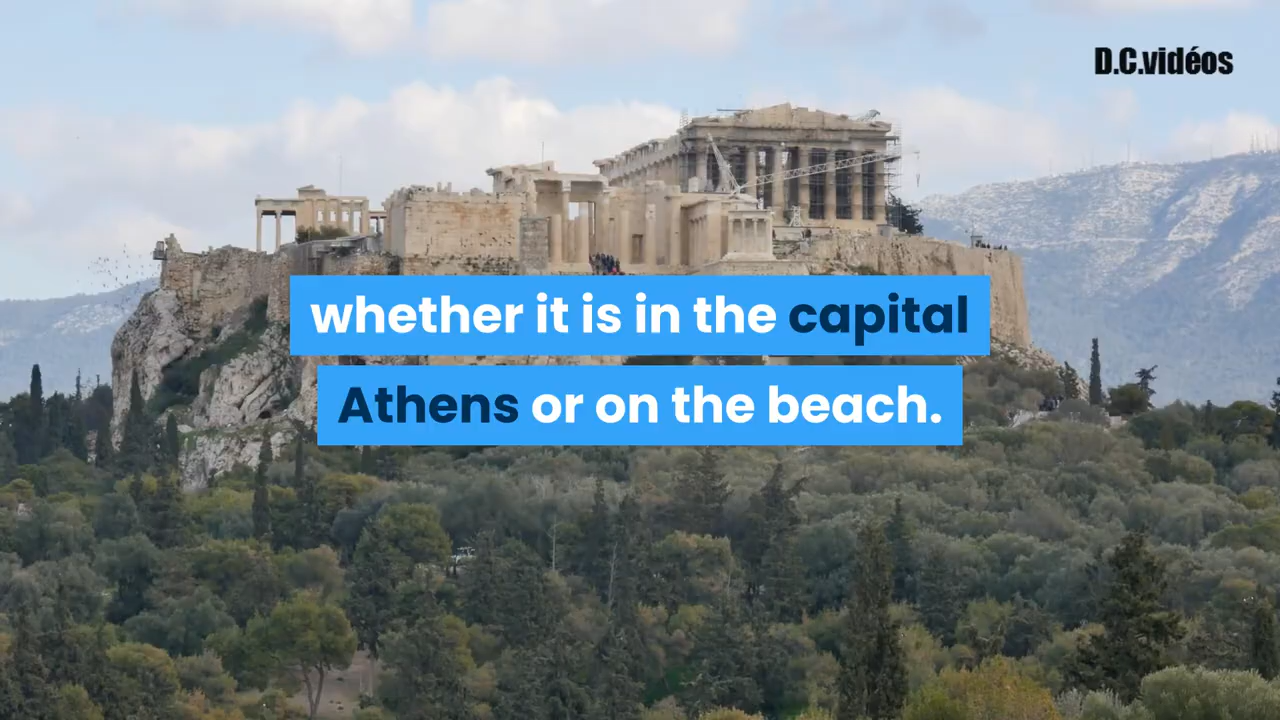 D.C.vidéos
whether it is in the capital
Athens or on the beach.